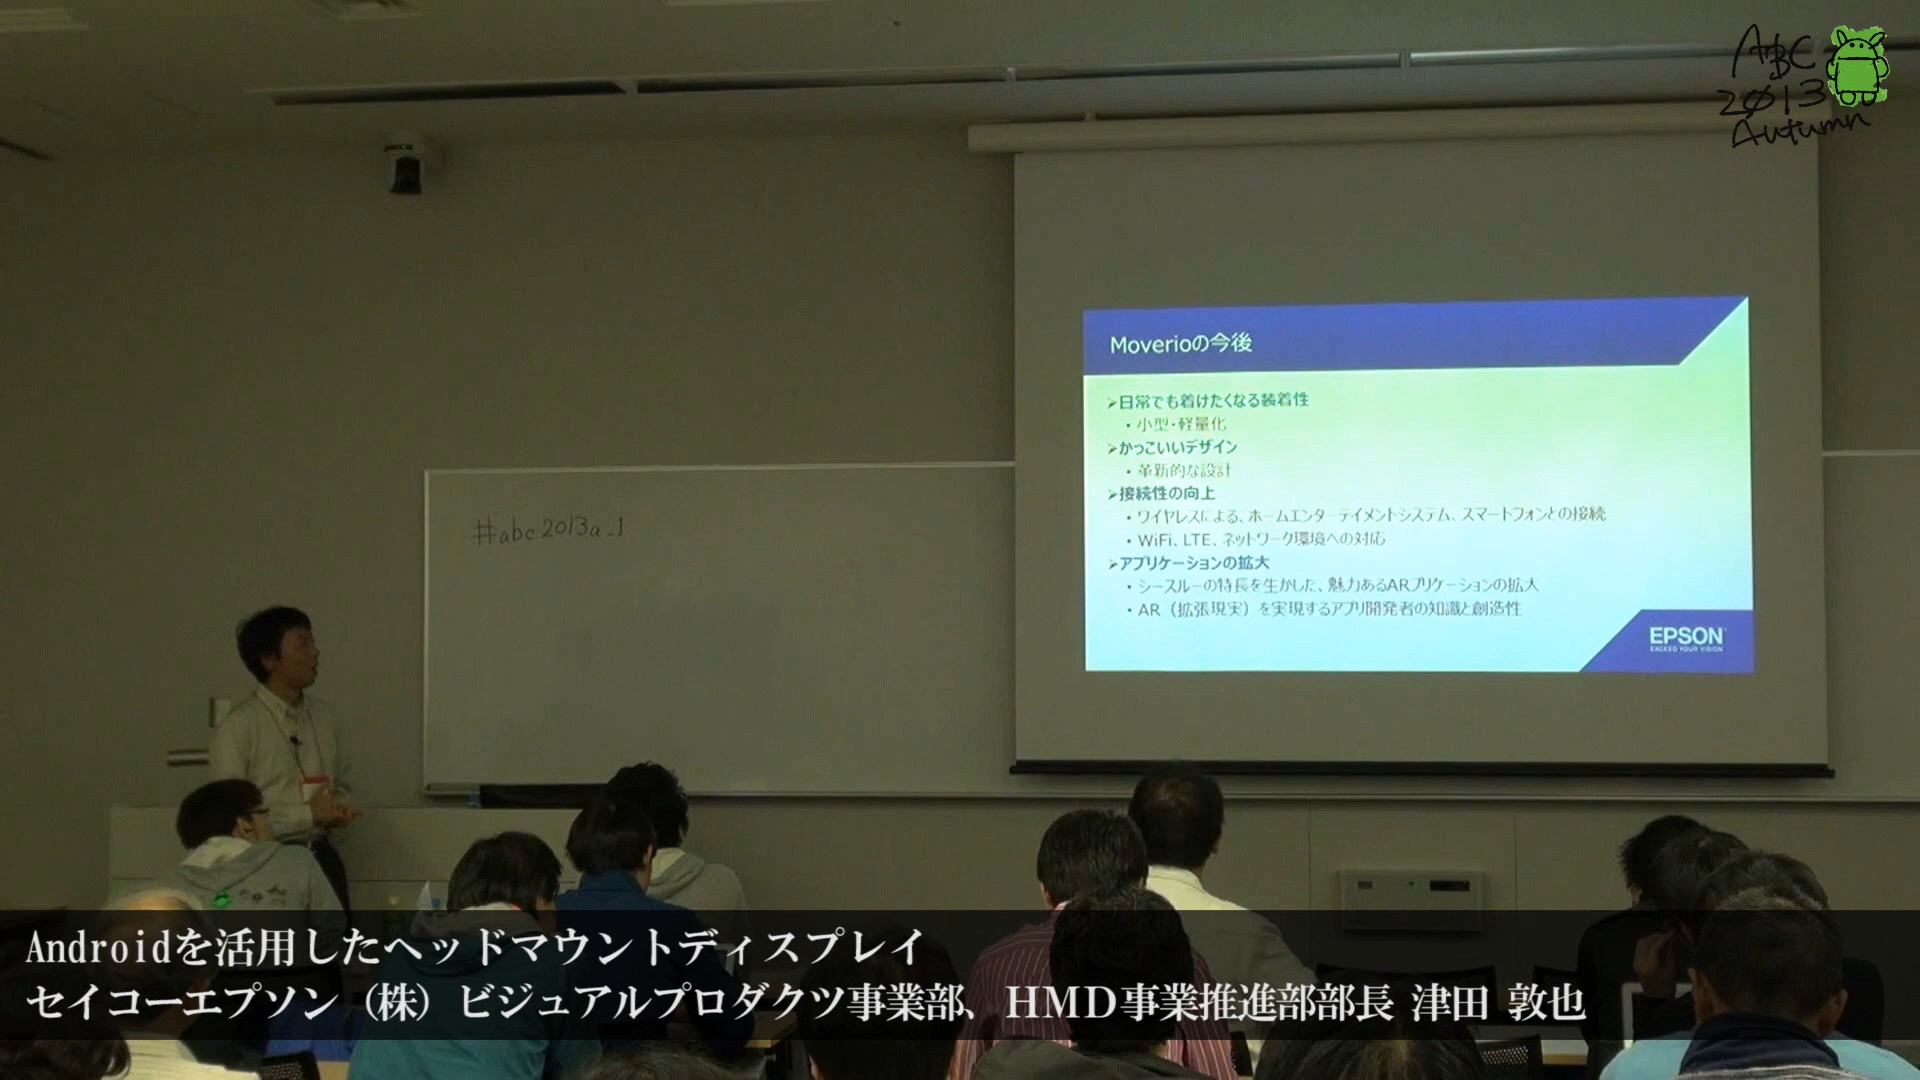 ABC
2013
Autumn
Moverioの今後
➢日常でも着けたくなる装着性
・小型・軽量化
➢かっこいいデザイン
・革新的な設計
➢接続性の向上
・ワイヤレスによる、ホームエンターテイメントシステム、スマートフォンとの接続
・WiFi、LTE、ネットワーク環境への対応
➢アプリケーションの拡大
・シースルーの特長を生かした、魅力あるARプリケーションの拡大
・AR（拡張現実）を実現するアプリ開発者の知識と創造性
EPSON
EXCEED YOUR VISION
#abc2013a_1
Androidを活用したヘッドマウントディスプレイ
セイコーエプソン（株）ビジュアルプロダクツ事業部、HMD事業推進部部長 津田 敦也